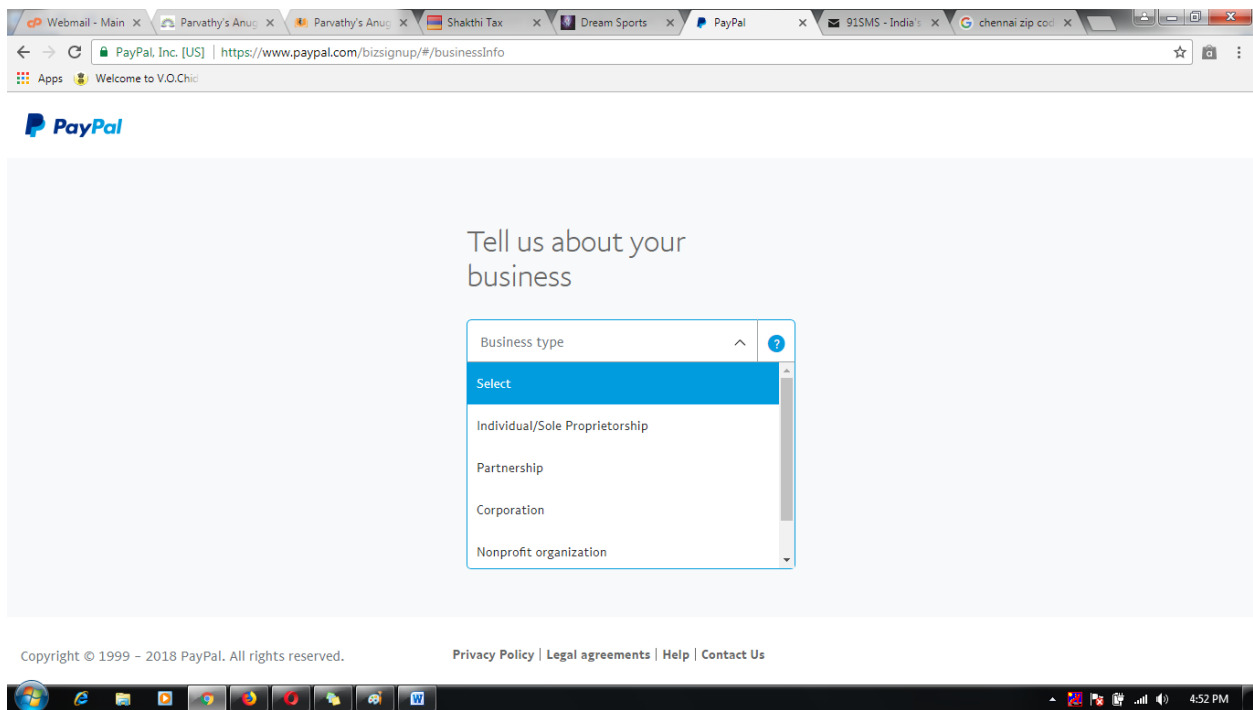 Webmail - Main
Parvathy's Anug
Parvathy's Anug
Shakthi Tax
Dream Sports
PayPal
91SMS - India's
chennai zip cod
PayPal, Inc. [US] | https://www.paypal.com/bizsignup/#/businessInfo
Apps
Welcome to V.O.Chid
PayPal
Tell us about your
business
Business type
?
Select
Individual/Sole Proprietorship
Partnership
Corporation
Nonprofit organization
Copyright © 1999 – 2018 PayPal. All rights reserved.
Privacy Policy | Legal agreements | Help | Contact Us
4:52 PM